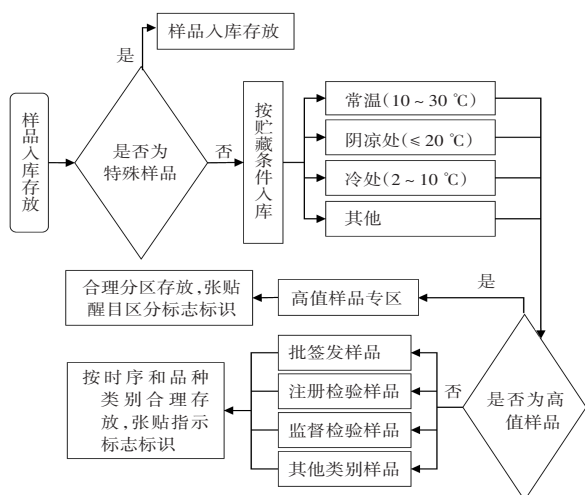 样品入库存放
是
样品
入库
存放
是否为
特殊样品
否
按贮藏条件入库
常温(10～30 ℃)
阴凉处(≤20 ℃)
冷处(2～10 ℃)
其他
合理分区存放,张贴
醒目区分标志标识
高值样品专区
是
按时序和品种
类别合理存
放,张贴指示
标志标识
批签发样品
注册检验样品
监督检验样品
其他类别样品
否
是否为高
值样品